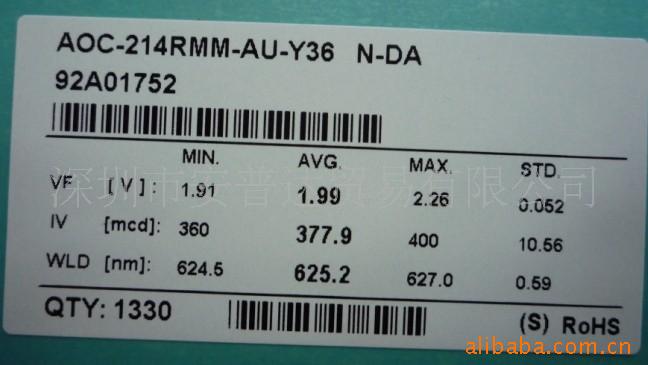 AOC-214RMM-AU-Y36 N-DA
92A01752
MIN. AVG. MAX. STD.
VF [V]: 1.91 1.99 2.26 0.052
IV [mcd]: 360 377.9 400 10.56
WLD [nm]: 624.5 625.2 627.0 0.59
QTY: 1330 (S) RoHS
alibaba.com.cn